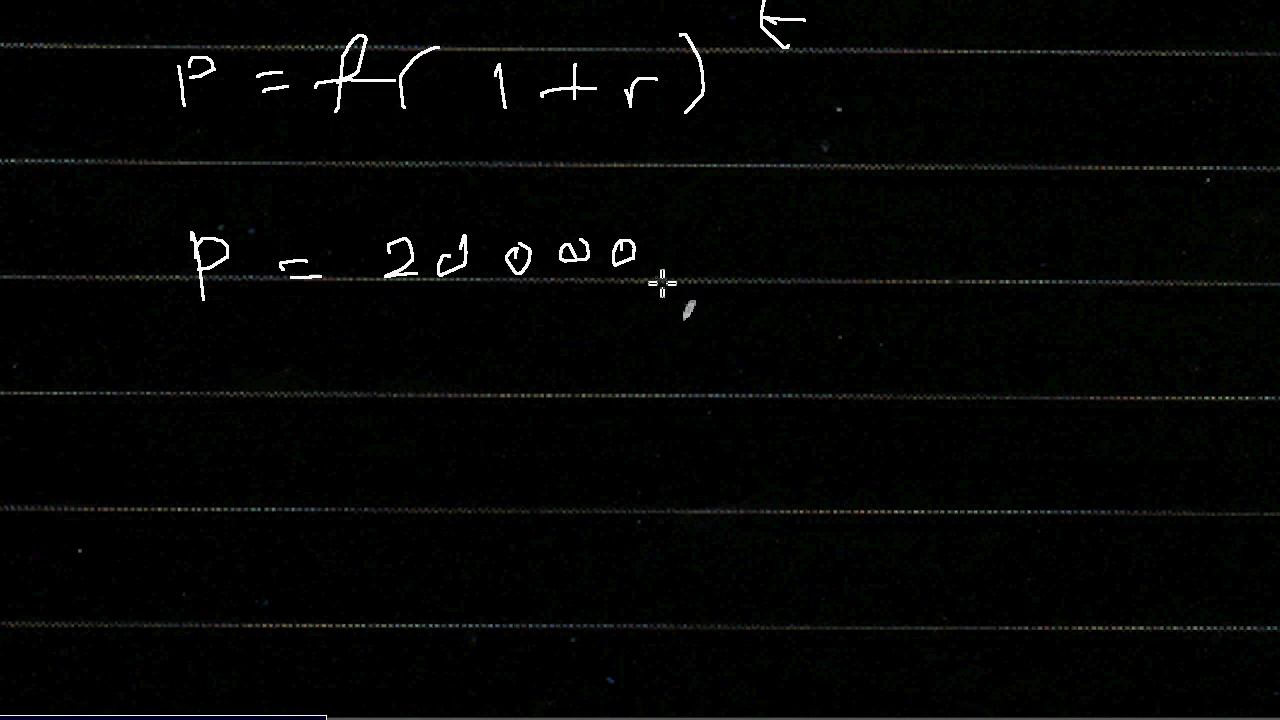 P = f(1+r)^t
P = 20000